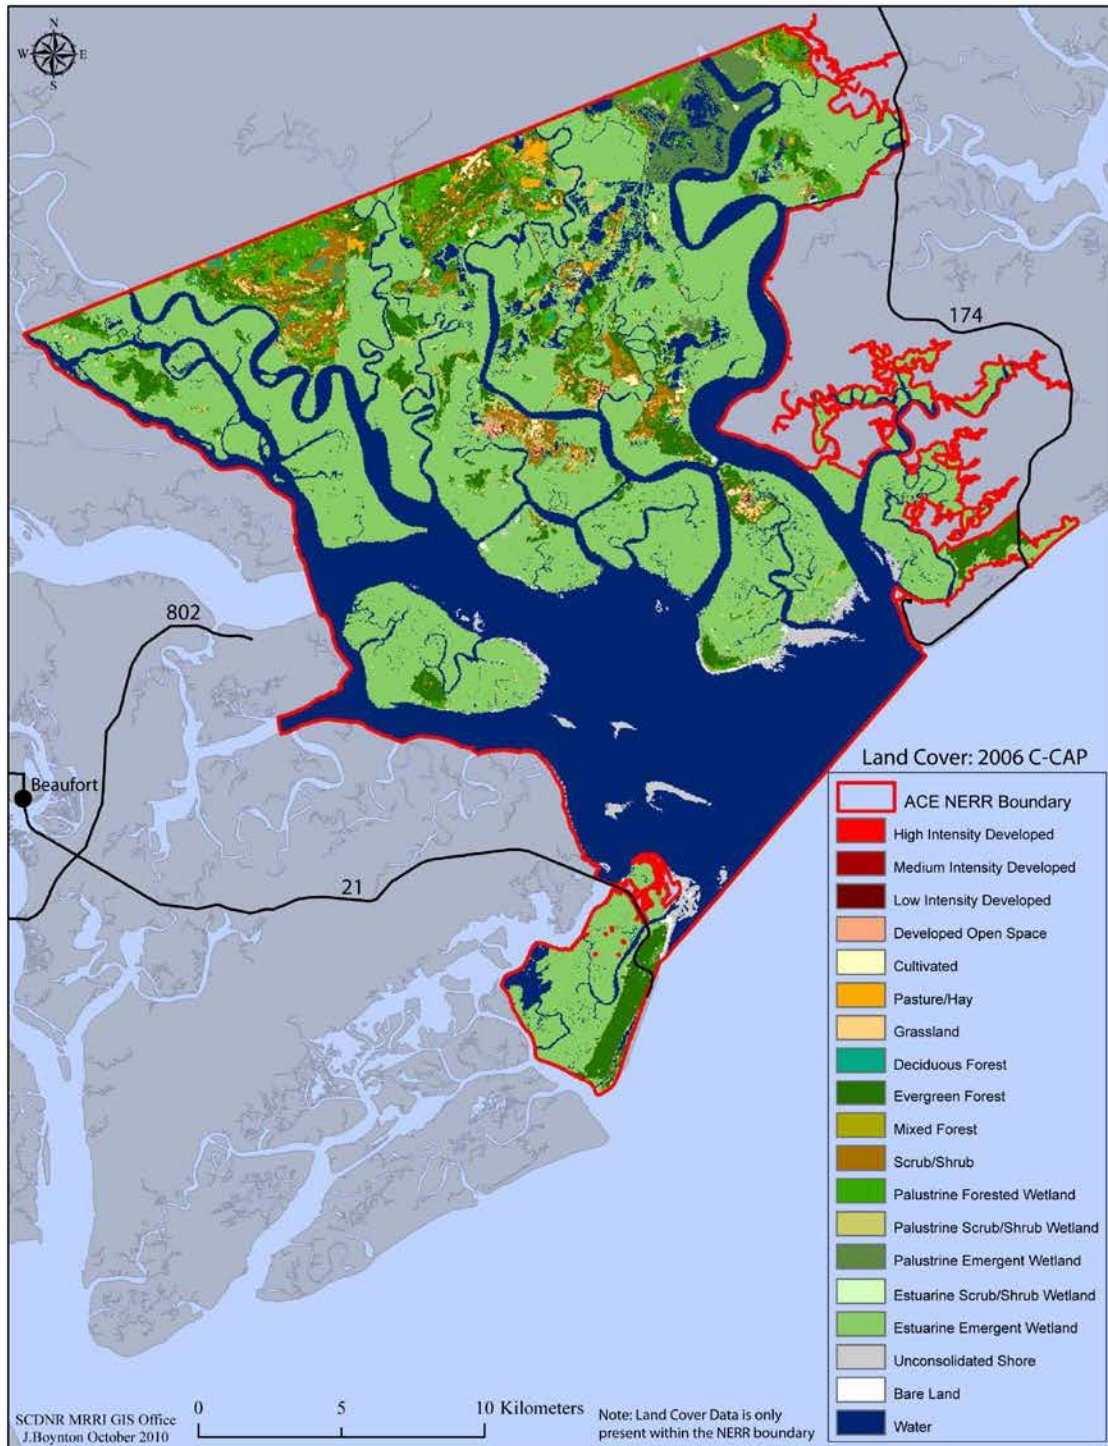 N
W E
S
174
802
Beaufort
21
Land Cover: 2006 C-CAP
ACE NERR Boundary
High Intensity Developed
Medium Intensity Developed
Low Intensity Developed
Developed Open Space
Cultivated
Pasture/Hay
Grassland
Deciduous Forest
Evergreen Forest
Mixed Forest
Scrub/Shrub
Palustrine Forested Wetland
Palustrine Scrub/Shrub Wetland
Palustrine Emergent Wetland
Estuarine Scrub/Shrub Wetland
Estuarine Emergent Wetland
Unconsolidated Shore
Bare Land
Water
SCDNR MRRI GIS Office
J.Boynton October 2010
0 5 10 Kilometers
Note: Land Cover Data is only
present within the NERR boundary